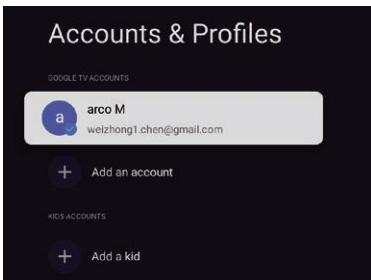 Accounts & Profiles
GOOGLE TV ACCOUNTS
a
arco M
weizhong1.chen@gmail.com
Add an account
KIDS ACCOUNTS
Add a kid